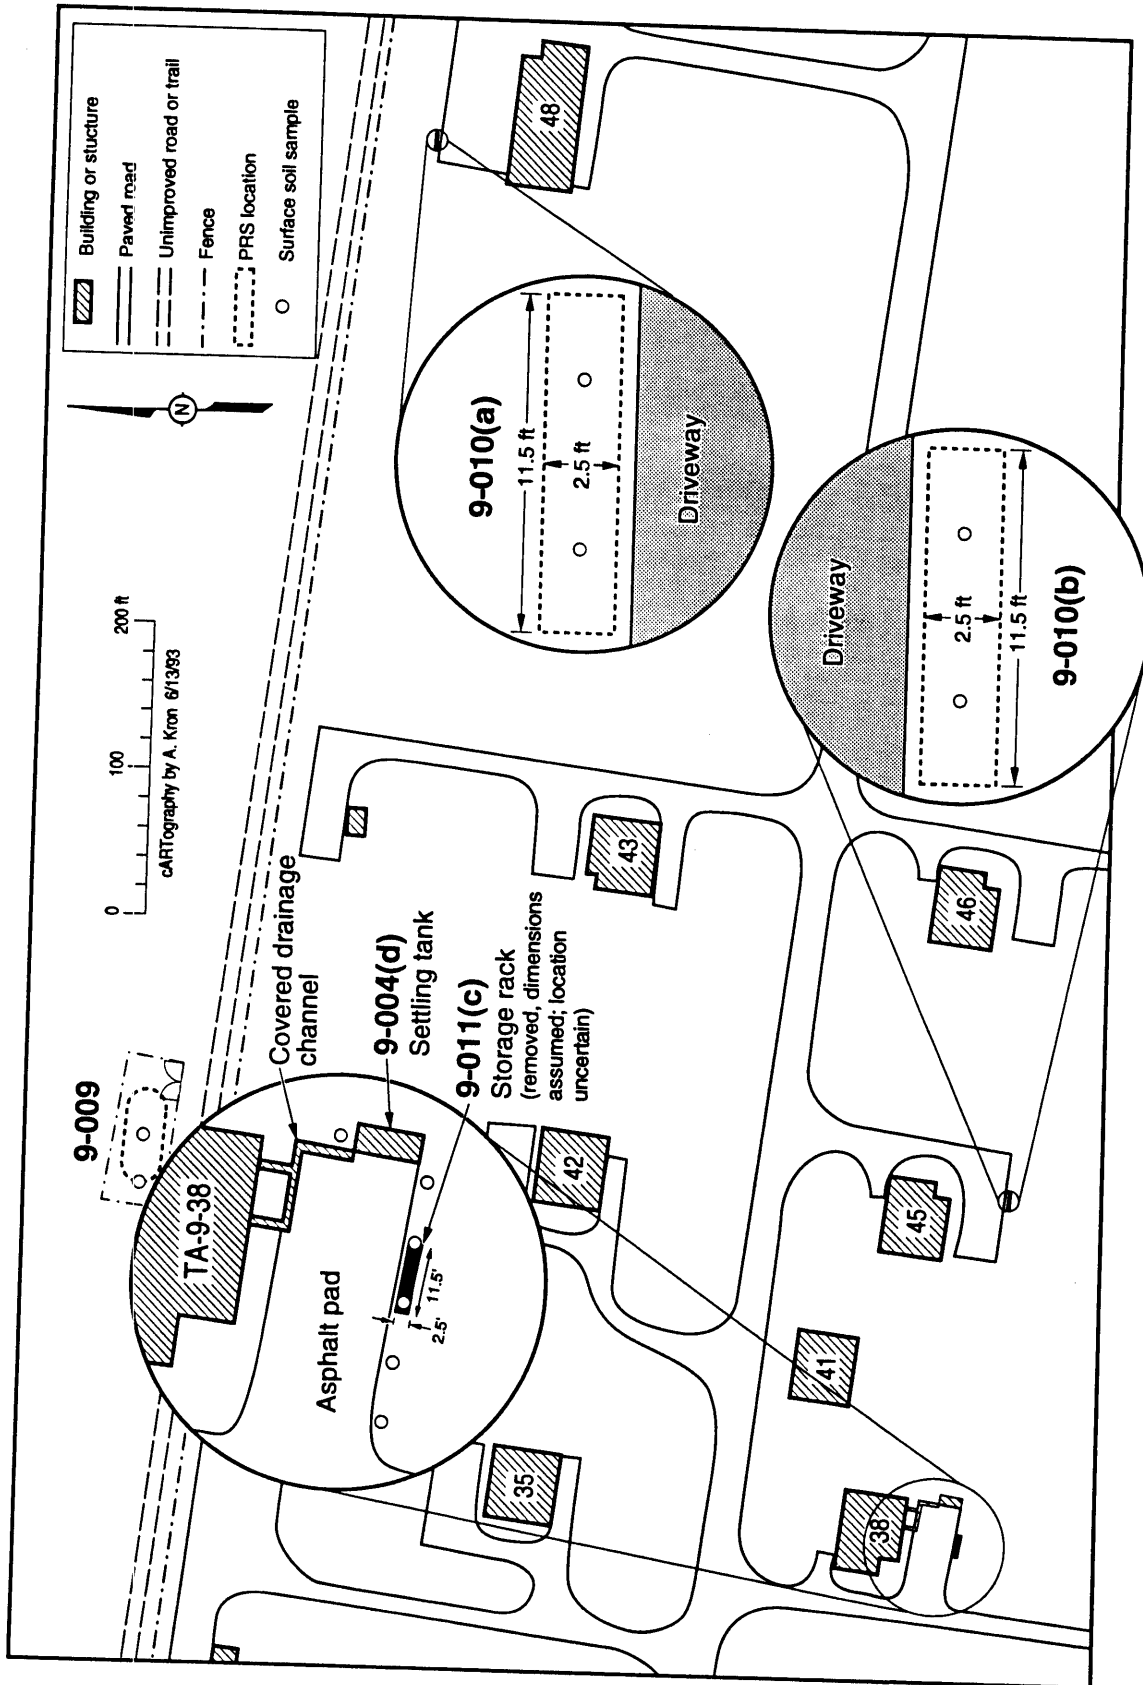 Building or stucture
Paved road
Unimproved road or trail
Fence
PRS location
Surface soil sample
N
0
100
200 ft
cARTography by A. Kron 6/13/93
9-009
TA-9-38
Covered drainage
channel
9-004(d)
Settling tank
9-011(c)
Storage rack
(removed, dimensions
assumed; location
uncertain)
Asphalt pad
11.5'
2.5'
9-010(a)
11.5 ft
2.5 ft
Driveway
Driveway
2.5 ft
11.5 ft
9-010(b)
48
43
42
35
46
45
41
38